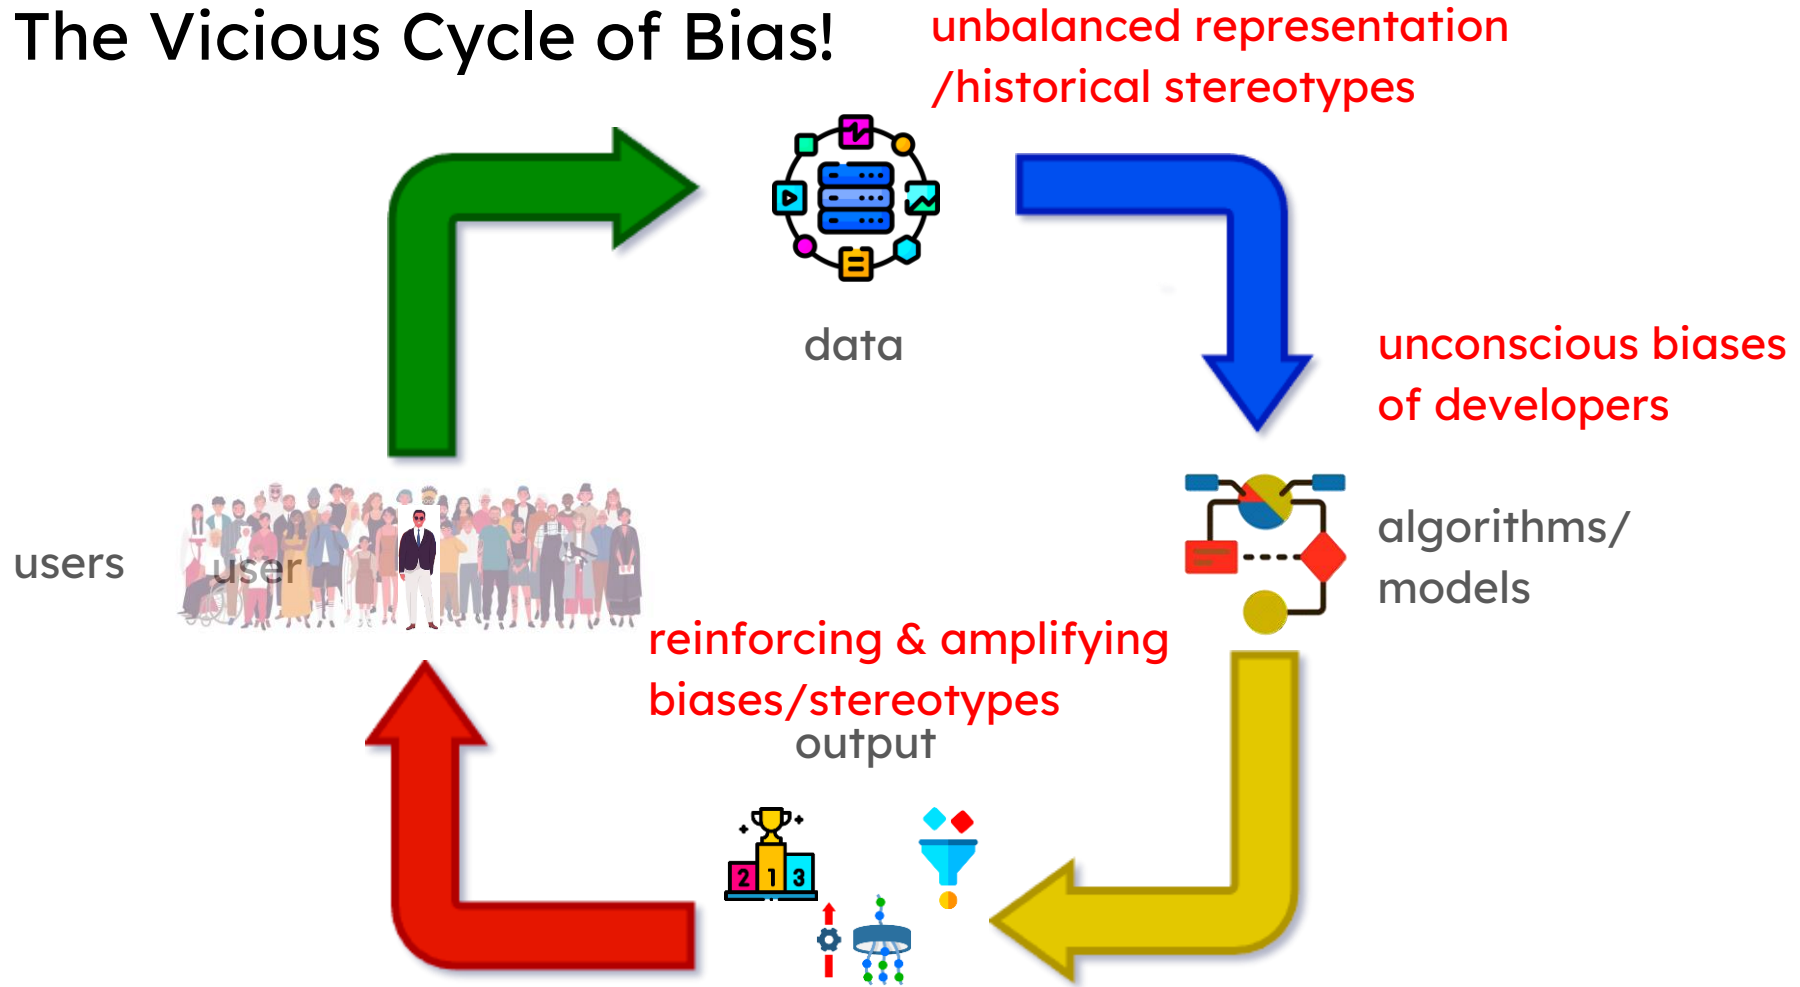 The Vicious Cycle of Bias!
unbalanced representation
/historical stereotypes
data
unconscious biases
of developers
algorithms/
models
users
user
reinforcing & amplifying
biases/stereotypes
output
2 1 3